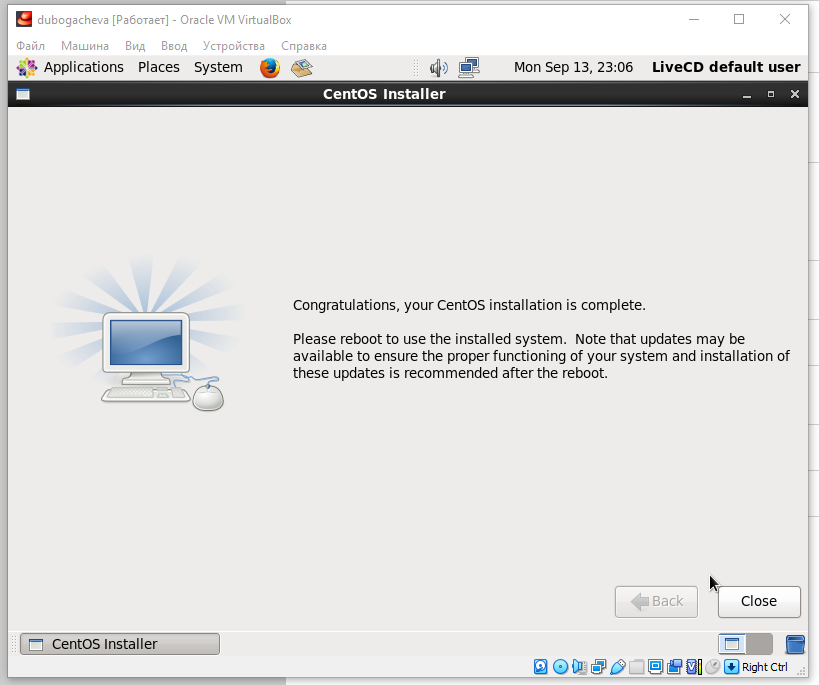 dubogacheva [Работает] - Oracle VM VirtualBox
Файл Машина Вид Ввод Устройства Справка
Applications Places System Mon Sep 13, 23:06 LiveCD default user
CentOS Installer
Congratulations, your CentOS installation is complete.
Please reboot to use the installed system. Note that updates may be
available to ensure the proper functioning of your system and installation of
these updates is recommended after the reboot.
Back Close
CentOS Installer
Right Ctrl